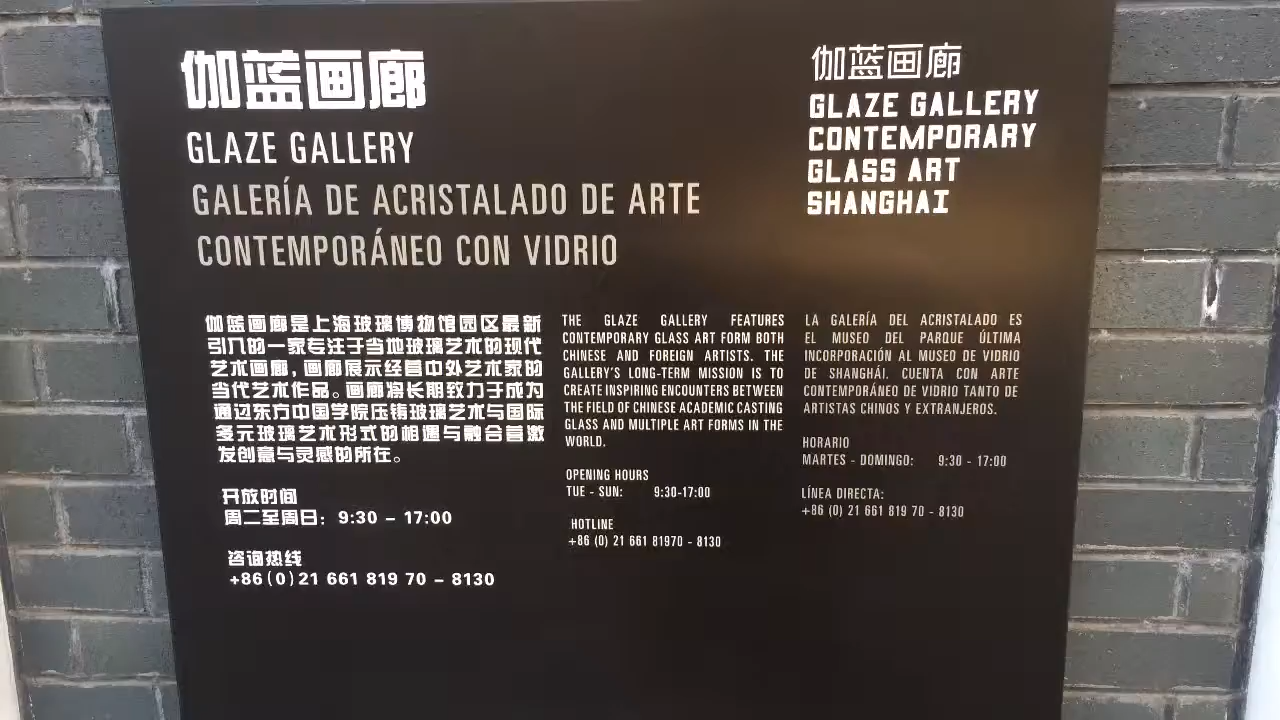 伽蓝画廊
GLAZE GALLERY
GALERÍA DE ACRISTALADO DE ARTE
CONTEMPORÁNEO CON VIDRIO
伽蓝画廊
GLAZE GALLERY
CONTEMPORARY
GLASS ART
SHANGHAI
伽蓝画廊是上海玻璃博物馆园区最新
引入的一家专注于当地玻璃艺术的现代
艺术画廊，画廊展示经营中外艺术家的
当代艺术作品。画廊将长期致力于成为
通过东方中国学院压铸玻璃艺术与国际
多元玻璃艺术形式的相遇与融合着激
发创意与灵感的所在。
开放时间
周二至周日：9:30 – 17:00
咨询热线
+86(0)21 661 819 70 – 8130
THE GLAZE GALLERY FEATURES
CONTEMPORARY GLASS ART FORM BOTH
CHINESE AND FOREIGN ARTISTS. THE
GALLERY'S LONG-TERM MISSION IS TO
CREATE INSPIRING ENCOUNTERS BETWEEN
THE FIELD OF CHINESE ACADEMIC CASTING
GLASS AND MULTIPLE ART FORMS IN THE
WORLD.
OPENING HOURS
TUE - SUN: 9:30-17:00
HOTLINE
+86 (0) 21 661 81970 - 8130
LA GALERÍA DEL ACRISTALADO ES
EL MUSEO DEL PARQUE ÚLTIMA
INCORPORACIÓN AL MUSEO DE VIDRIO
DE SHANGHÁI. CUENTA CON ARTE
CONTEMPORÁNEO DE VIDRIO TANTO DE
ARTISTAS CHINOS Y EXTRANJEROS.
HORARIO
MARTES - DOMINGO: 9:30 - 17:00
LÍNEA DIRECTA:
+86 (0) 21 661 819 70 - 8130